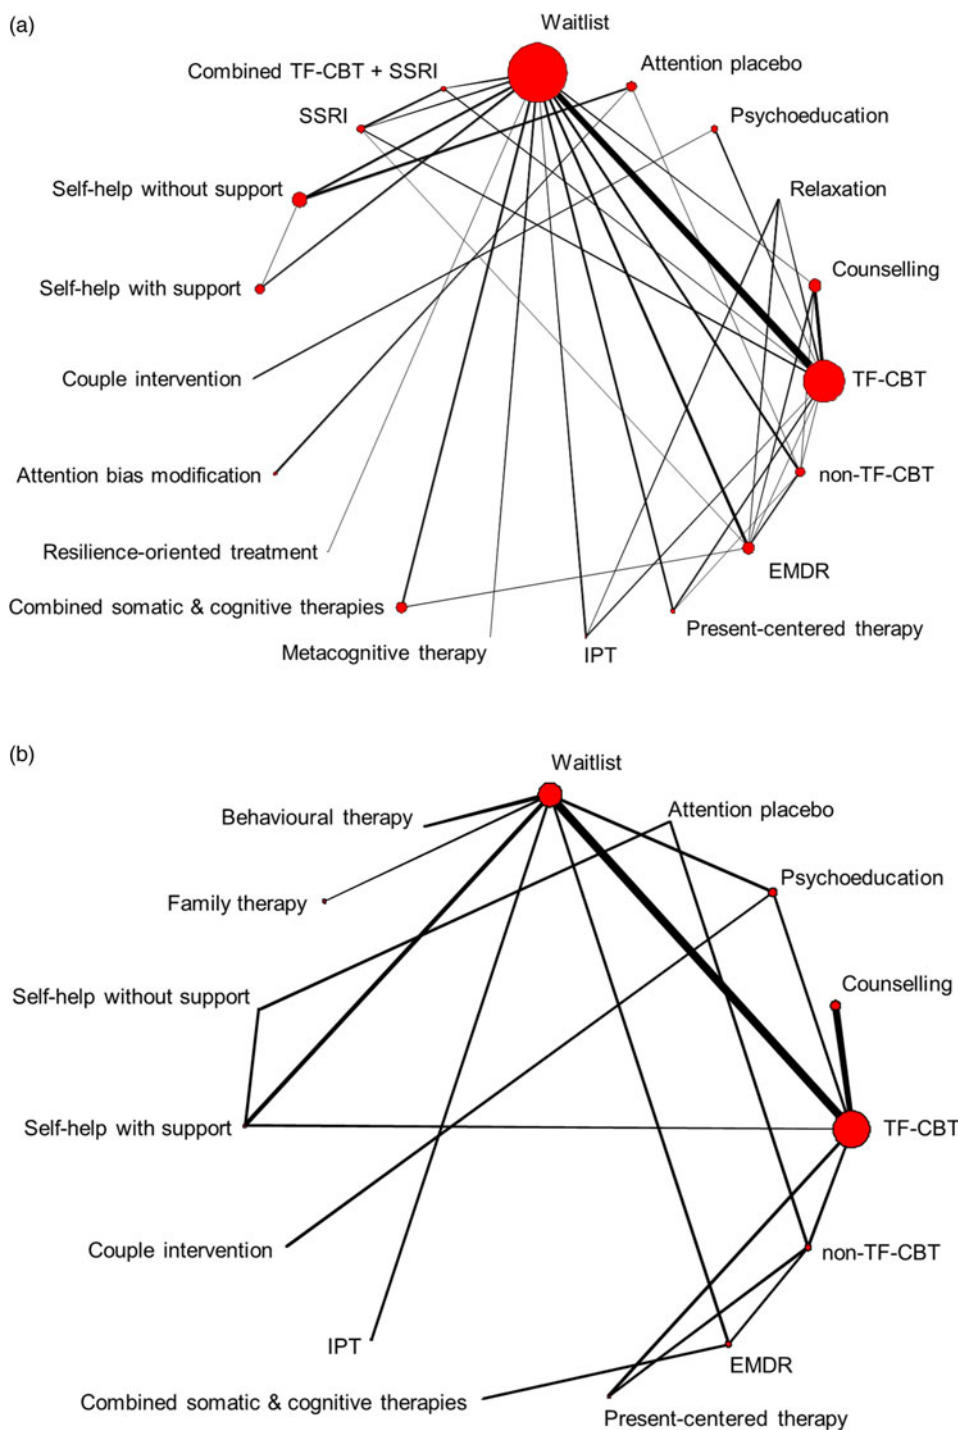 (a)
Waitlist
Combined TF-CBT + SSRI
Attention placebo
SSRI
Psychoeducation
Self-help without support
Relaxation
Counselling
Self-help with support
Couple intervention
TF-CBT
Attention bias modification
non-TF-CBT
Resilience-oriented treatment
EMDR
Combined somatic & cognitive therapies
Present-centered therapy
Metacognitive therapy
IPT
(b)
Waitlist
Behavioural therapy
Attention placebo
Psychoeducation
Family therapy
Counselling
Self-help without support
Self-help with support
TF-CBT
Couple intervention
non-TF-CBT
IPT
EMDR
Combined somatic & cognitive therapies
Present-centered therapy